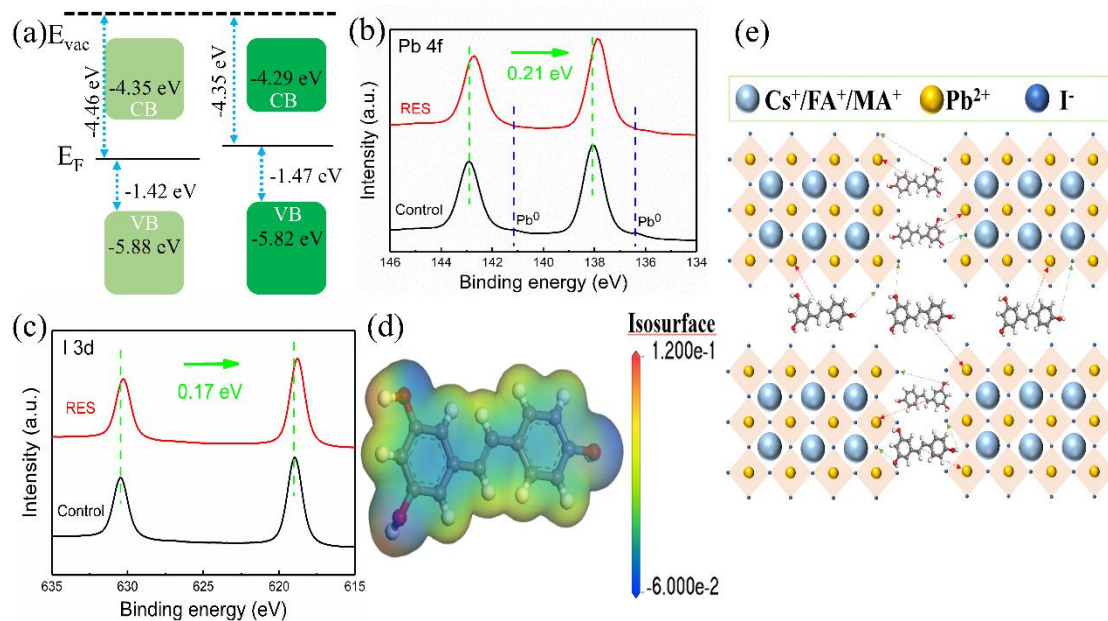 (a)
E_vac
-4.46 eV
-4.35 eV
CB
-4.35 eV
-4.29 eV
CB
E_F
-1.42 eV
-1.47 eV
VB
-5.88 eV
VB
-5.82 eV
(b)
Pb 4f
0.21 eV
RES
Control
Pb⁰
Pb⁰
Intensity (a.u.)
146 144 142 140 138 136 134
Binding energy (eV)
(c)
I 3d
0.17 eV
RES
Control
Intensity (a.u.)
635 630 625 620 615
Binding energy (eV)
(d)
Isosurface
1.200e-1
-6.000e-2
(e)
Cs⁺/FA⁺/MA⁺ Pb²⁺ I⁻